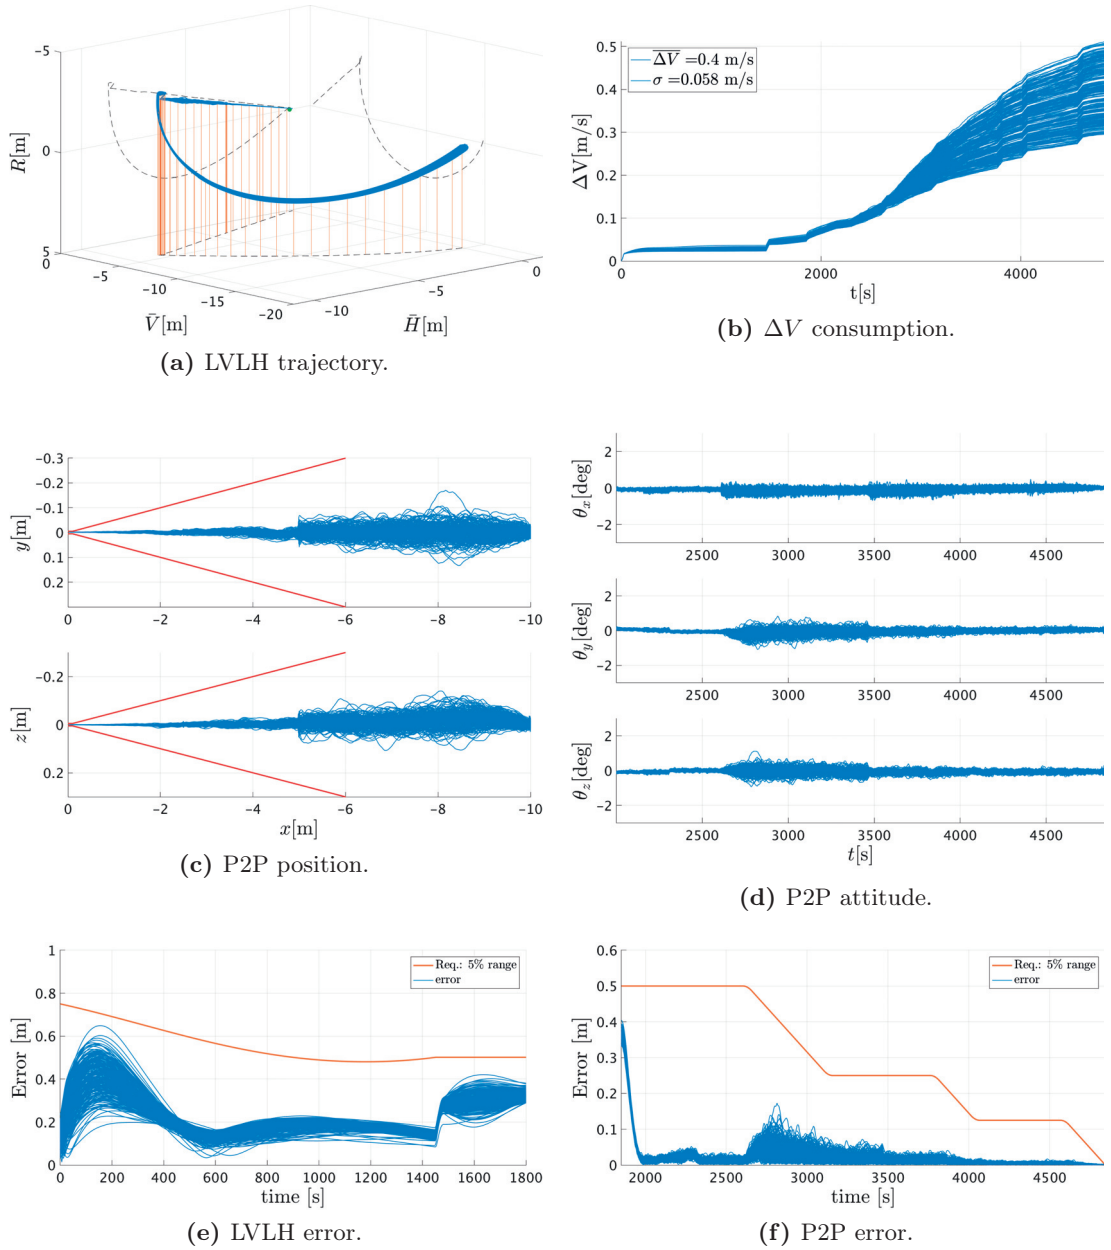 −5
0
5
R[m]
0
−5
−10
−15
−20
V̄[m]
−10
−5
0
H̄[m]
(a) LVLH trajectory.
0.5
0.4
0.3
0.2
0.1
0
ΔV[m/s]
ΔV̅ =0.4 m/s
σ =0.058 m/s
0 2000 4000
t[s]
(b) ΔV consumption.
−0.3
−0.2
−0.1
0
0.1
0.2
y[m]
0 −2 −4 −6 −8 −10
−0.2
0
0.2
z[m]
0 −2 −4 −6 −8 −10
x[m]
(c) P2P position.
2
0
−2
θx[deg]
2500 3000 3500 4000 4500
2
0
−2
θy[deg]
2500 3000 3500 4000 4500
2
0
−2
θz[deg]
2500 3000 3500 4000 4500
t[s]
(d) P2P attitude.
1
0.8
0.6
0.4
0.2
0
Error [m]
Req.: 5% range
error
0 200 400 600 800 1000 1200 1400 1600 1800
time [s]
(e) LVLH error.
0.6
0.5
0.4
0.3
0.2
0.1
0
Error [m]
Req.: 5% range
error
2000 2500 3000 3500 4000 4500
time [s]
(f) P2P error.